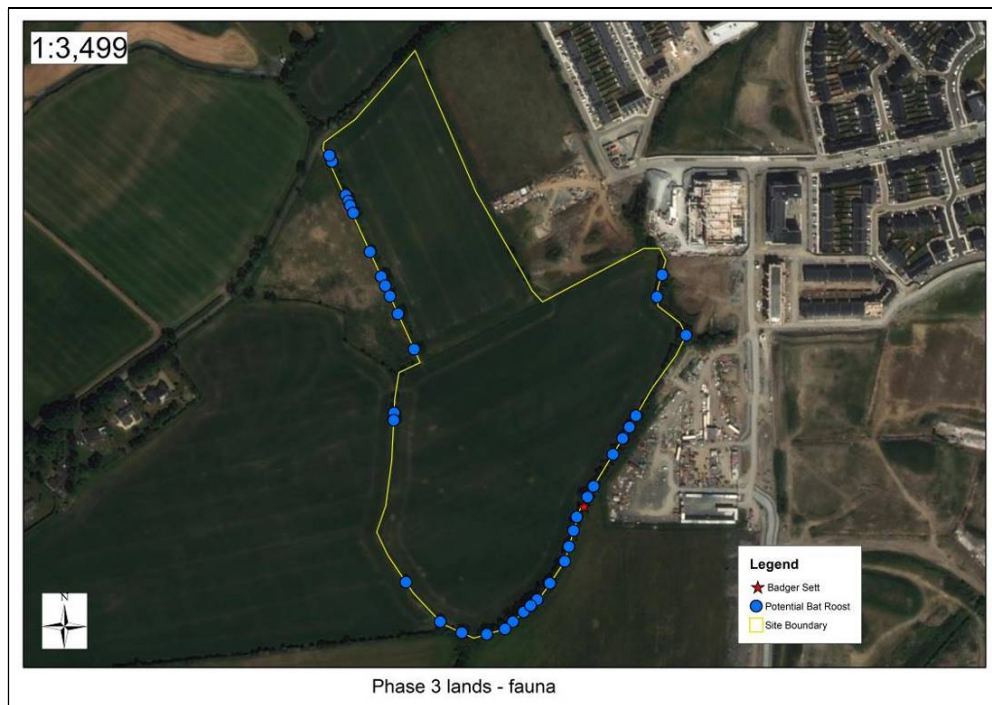 1:3,499
N
Legend
Badger Sett
Potential Bat Roost
Site Boundary
Phase 3 lands - fauna